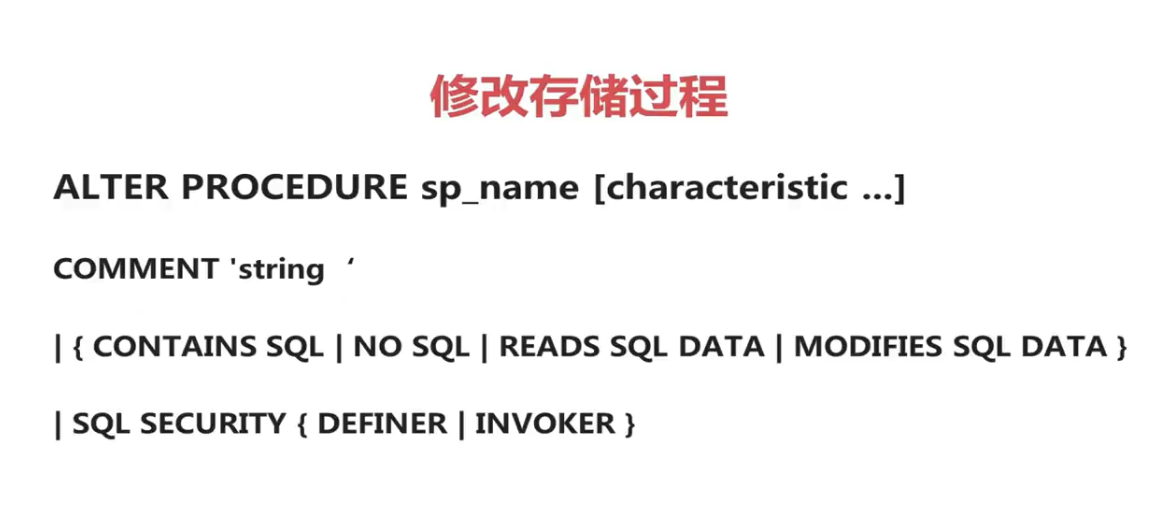 修改存储过程
ALTER PROCEDURE sp_name [characteristic ...]
COMMENT 'string ‘
| { CONTAINS SQL | NO SQL | READS SQL DATA | MODIFIES SQL DATA }
| SQL SECURITY { DEFINER | INVOKER }